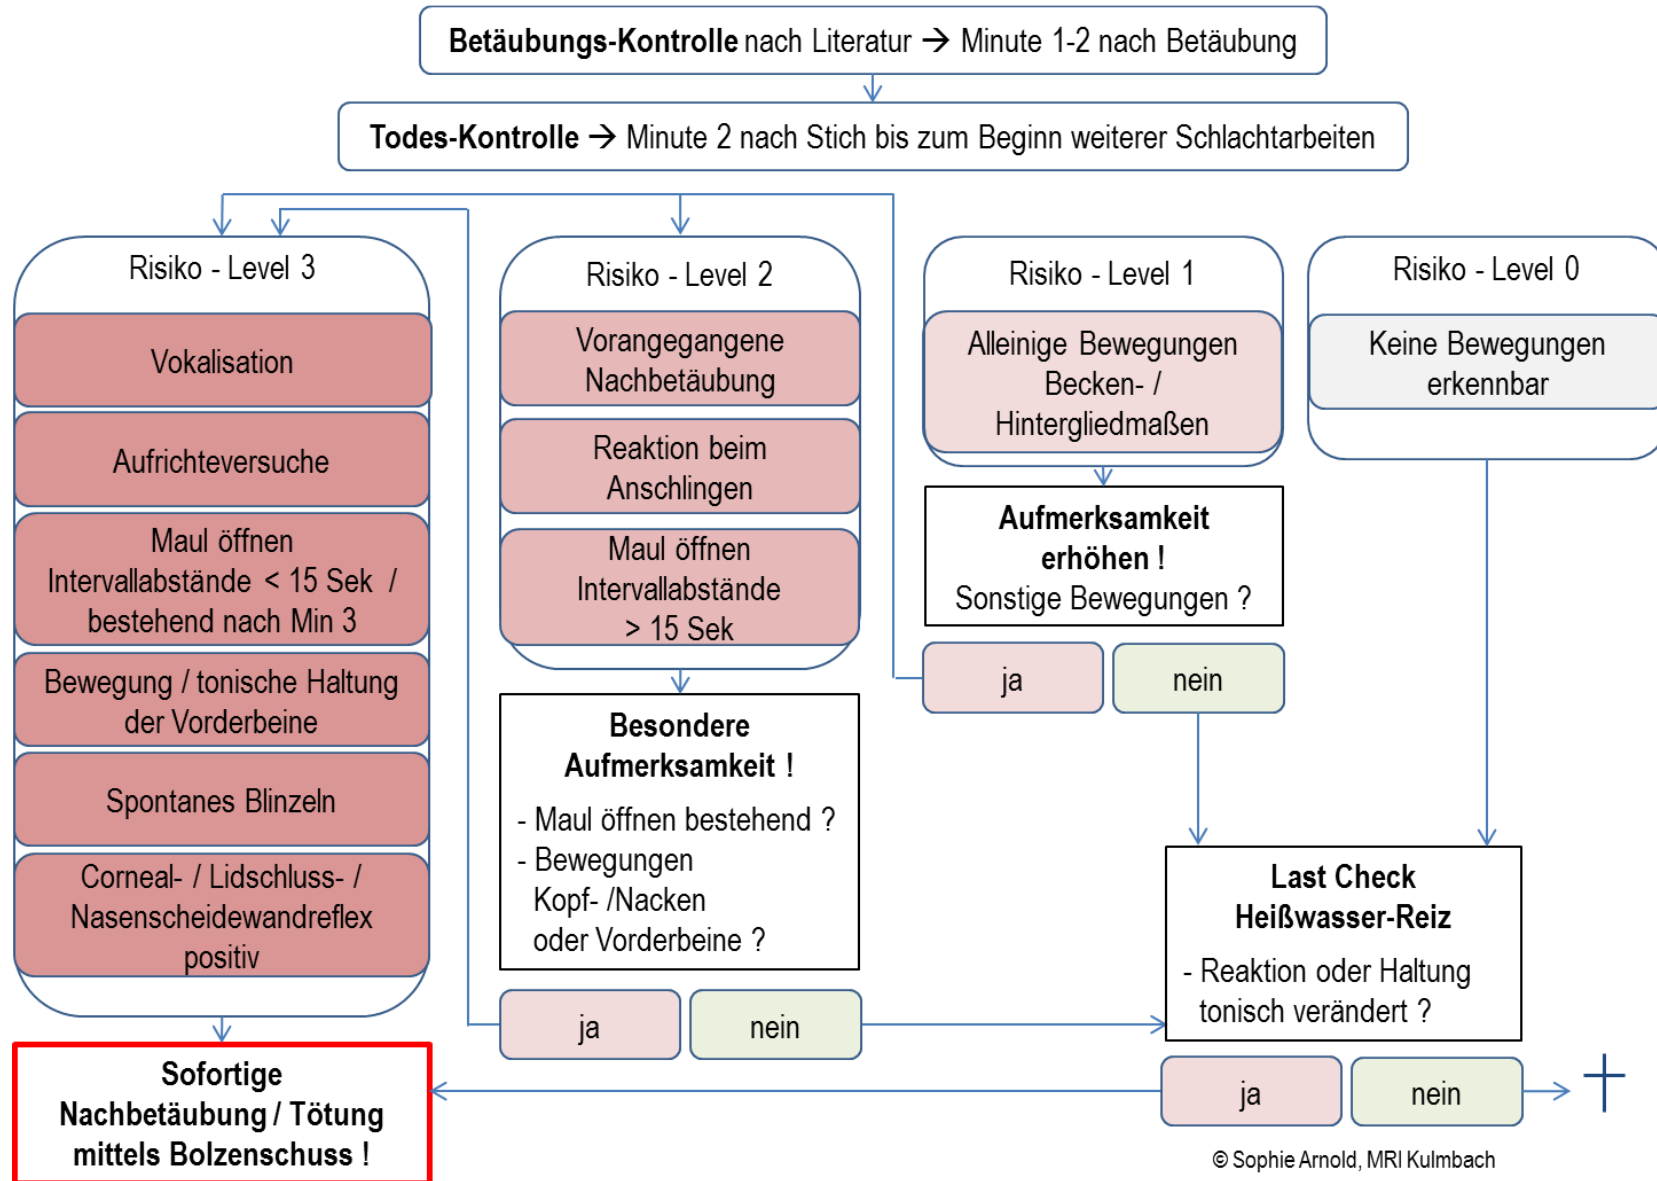 Betäubungs-Kontrolle nach Literatur → Minute 1-2 nach Betäubung
Todes-Kontrolle → Minute 2 nach Stich bis zum Beginn weiterer Schlachtarbeiten
Risiko - Level 3
Vokalisation
Aufrichteversuche
Maul öffnen
Intervallabstände < 15 Sek /
bestehend nach Min 3
Bewegung / tonische Haltung
der Vorderbeine
Spontanes Blinzeln
Corneal- / Lidschluss- /
Nasenscheidewandreflex
positiv
Sofortige
Nachbetäubung / Tötung
mittels Bolzenschuss !
Risiko - Level 2
Vorangegangene
Nachbetäubung
Reaktion beim
Anschlingen
Maul öffnen
Intervallabstände
> 15 Sek
Besondere
Aufmerksamkeit !
- Maul öffnen bestehend ?
- Bewegungen
Kopf- /Nacken
oder Vorderbeine ?
ja
nein
Risiko - Level 1
Alleinige Bewegungen
Becken- /
Hintergliedmaßen
Aufmerksamkeit
erhöhen !
Sonstige Bewegungen ?
ja
nein
Risiko - Level 0
Keine Bewegungen
erkennbar
Last Check
Heißwasser-Reiz
- Reaktion oder Haltung
tonisch verändert ?
ja
nein
© Sophie Arnold, MRI Kulmbach